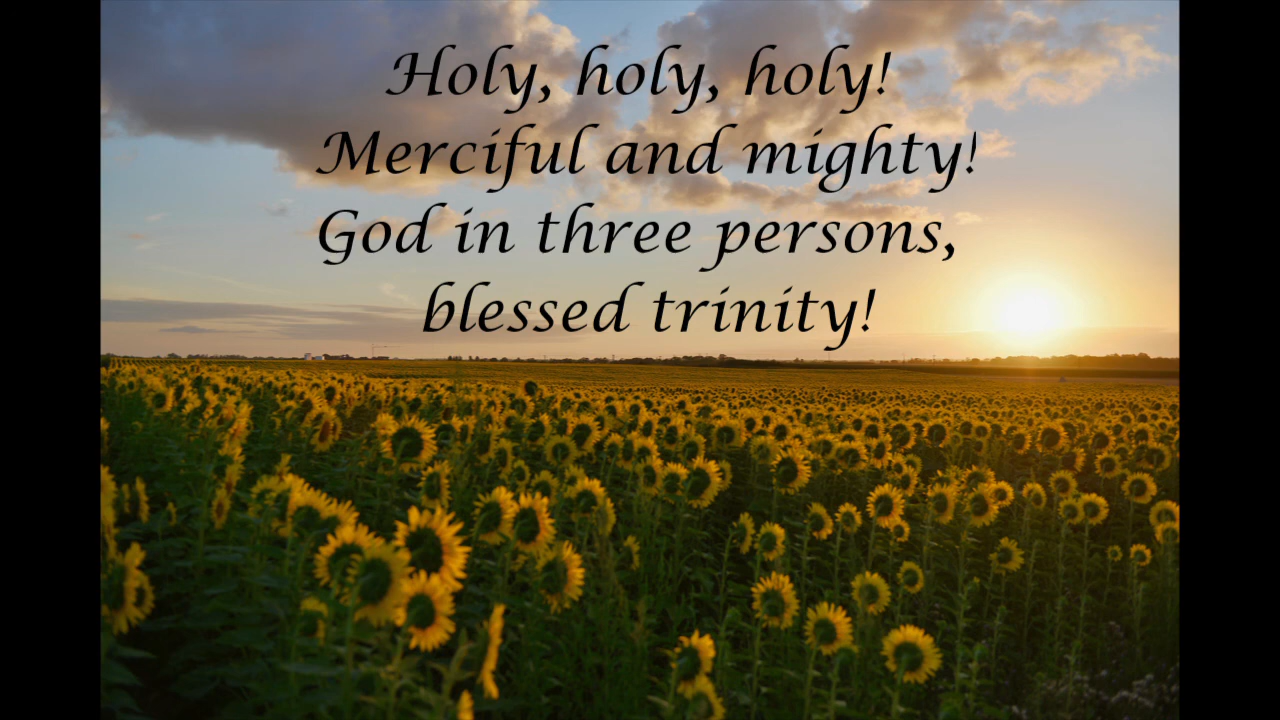 Holy, holy, holy!
Merciful and mighty!
God in three persons,
blessed trinity!